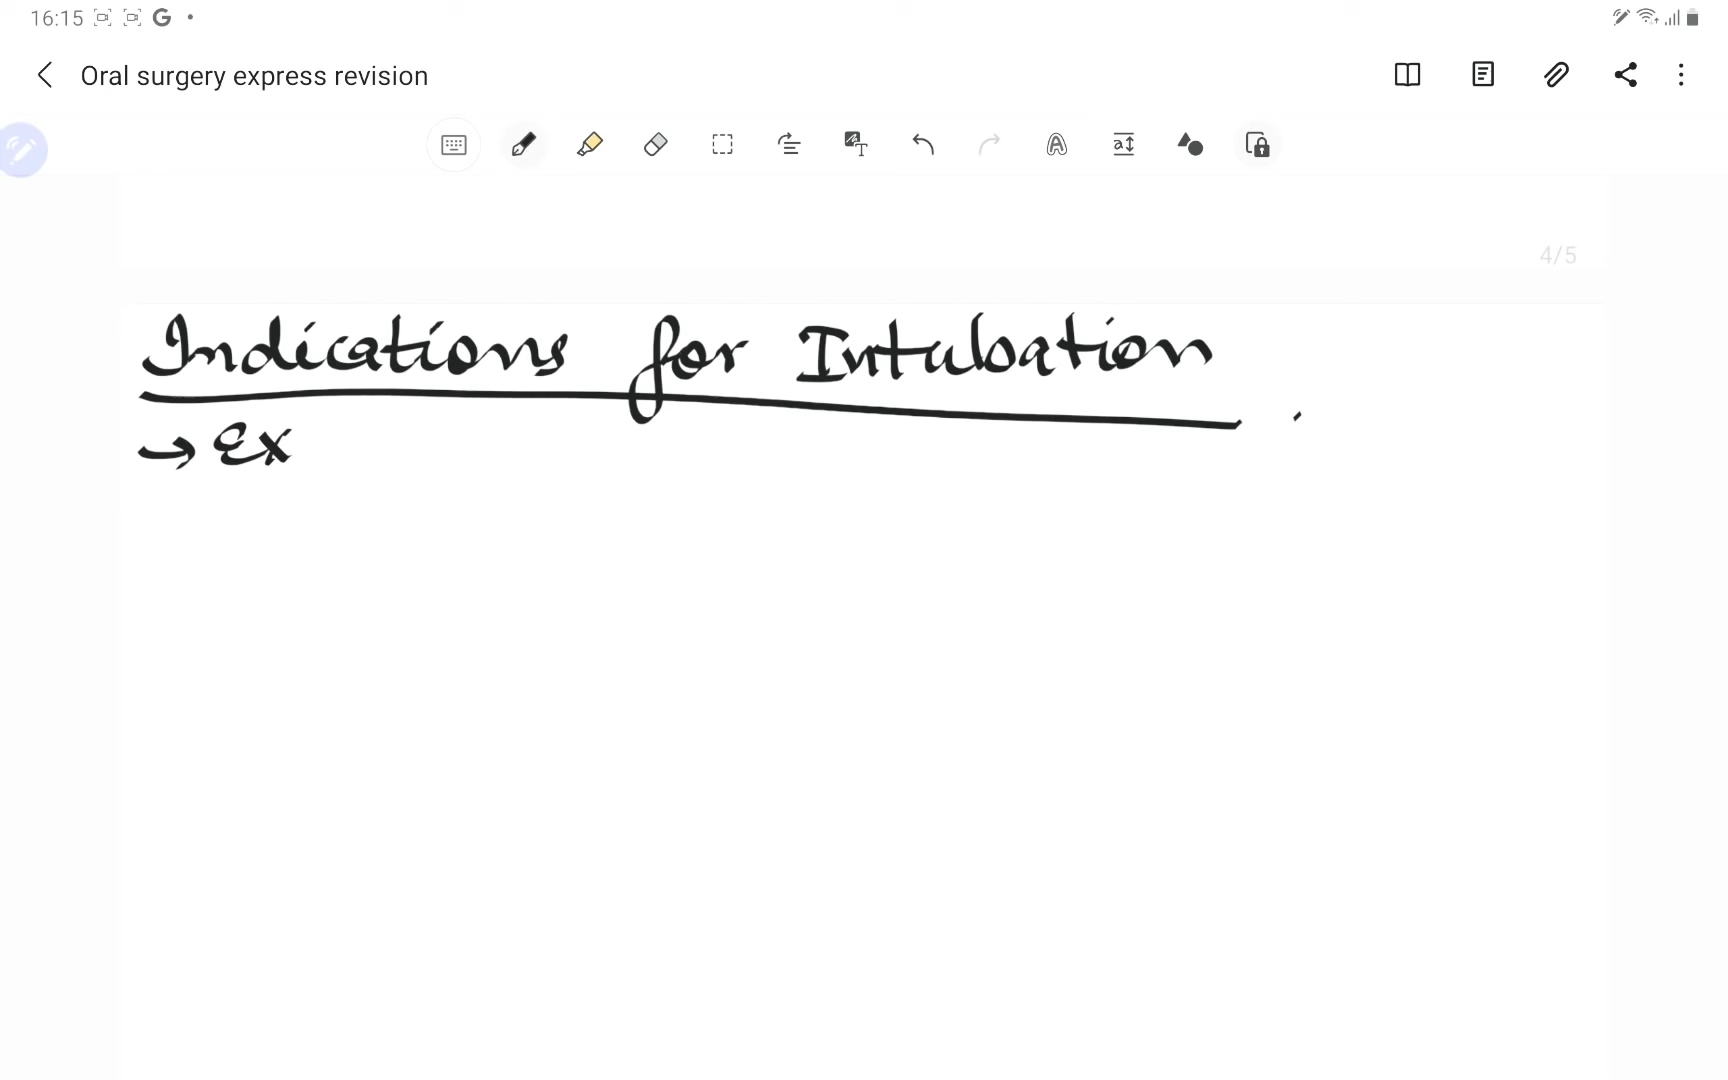 16:15 G
Oral surgery express revision
4/5
Indications for Intubation
→ Ex